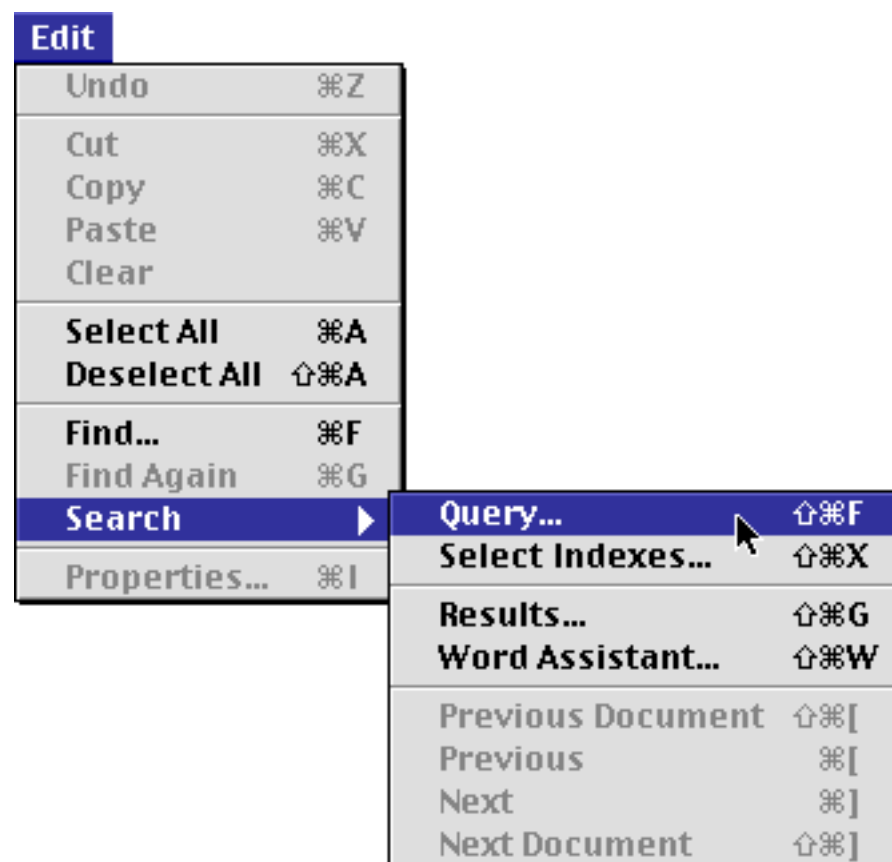 Edit
Undo ⌘Z
Cut ⌘X
Copy ⌘C
Paste ⌘V
Clear
Select All ⌘A
Deselect All ⇧⌘A
Find... ⌘F
Find Again ⌘G
Search
Properties... ⌘I
Query... ⇧⌘F
Select Indexes... ⇧⌘X
Results... ⇧⌘G
Word Assistant... ⇧⌘W
Previous Document ⇧⌘[
Previous ⌘[
Next ⌘]
Next Document ⇧⌘]